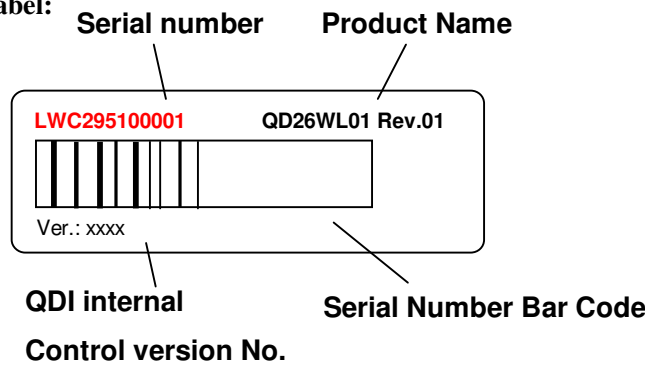 abel:
Serial number Product Name
LWC295100001 QD26WL01 Rev.01
Ver.: xxxx
QDI internal Serial Number Bar Code
Control version No.